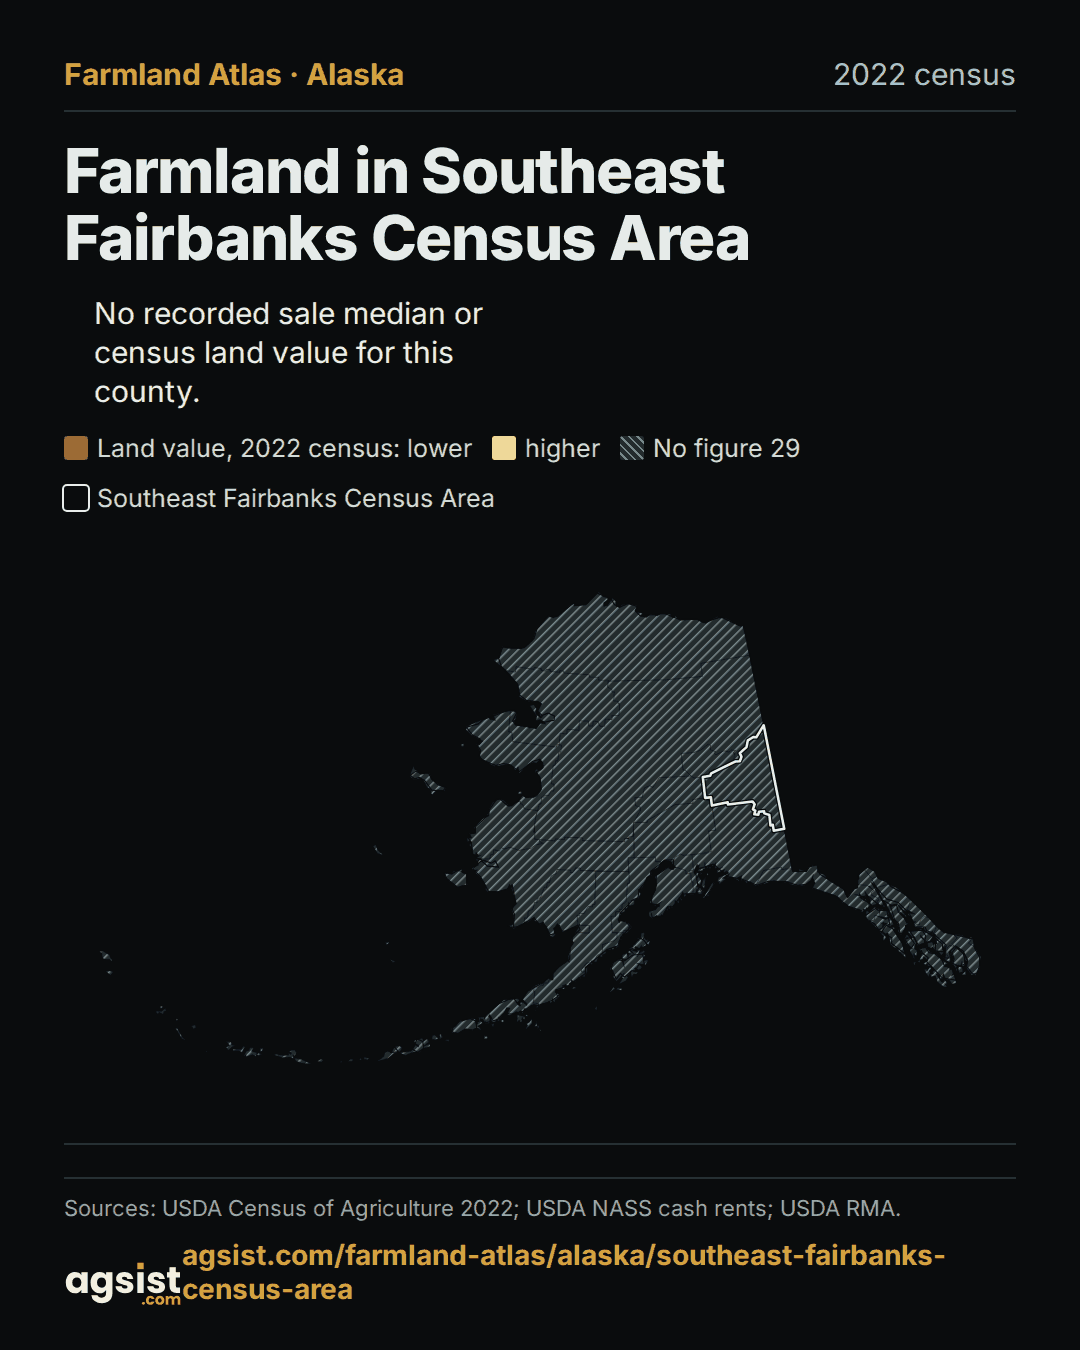 Farmland Atlas · Alaska
2022 census
Farmland in Southeast
Fairbanks Census Area
No recorded sale median or
census land value for this
county.
Land value, 2022 census: lower
higher
No figure 29
Southeast Fairbanks Census Area
Sources: USDA Census of Agriculture 2022; USDA NASS cash rents; USDA RMA.
agsist
.com
agsist.com/farmland-atlas/alaska/southeast-fairbanks-
census-area